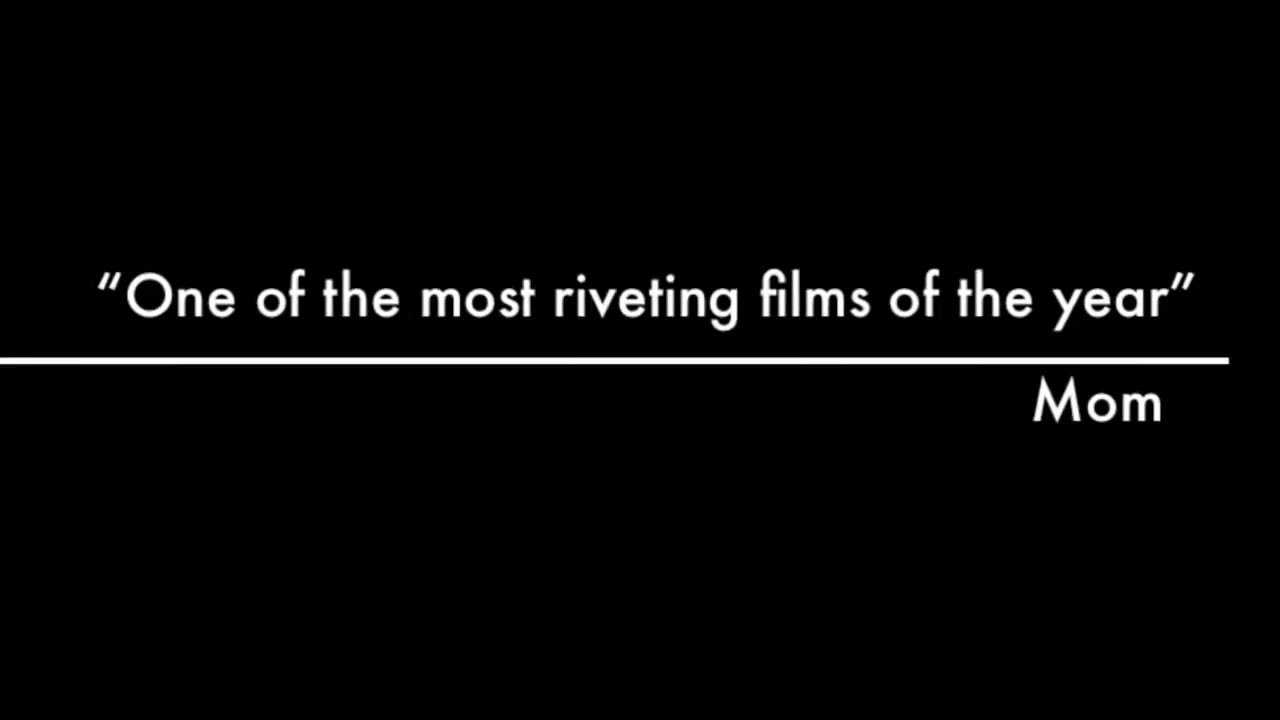 “One of the most riveting films of the year”
Mom